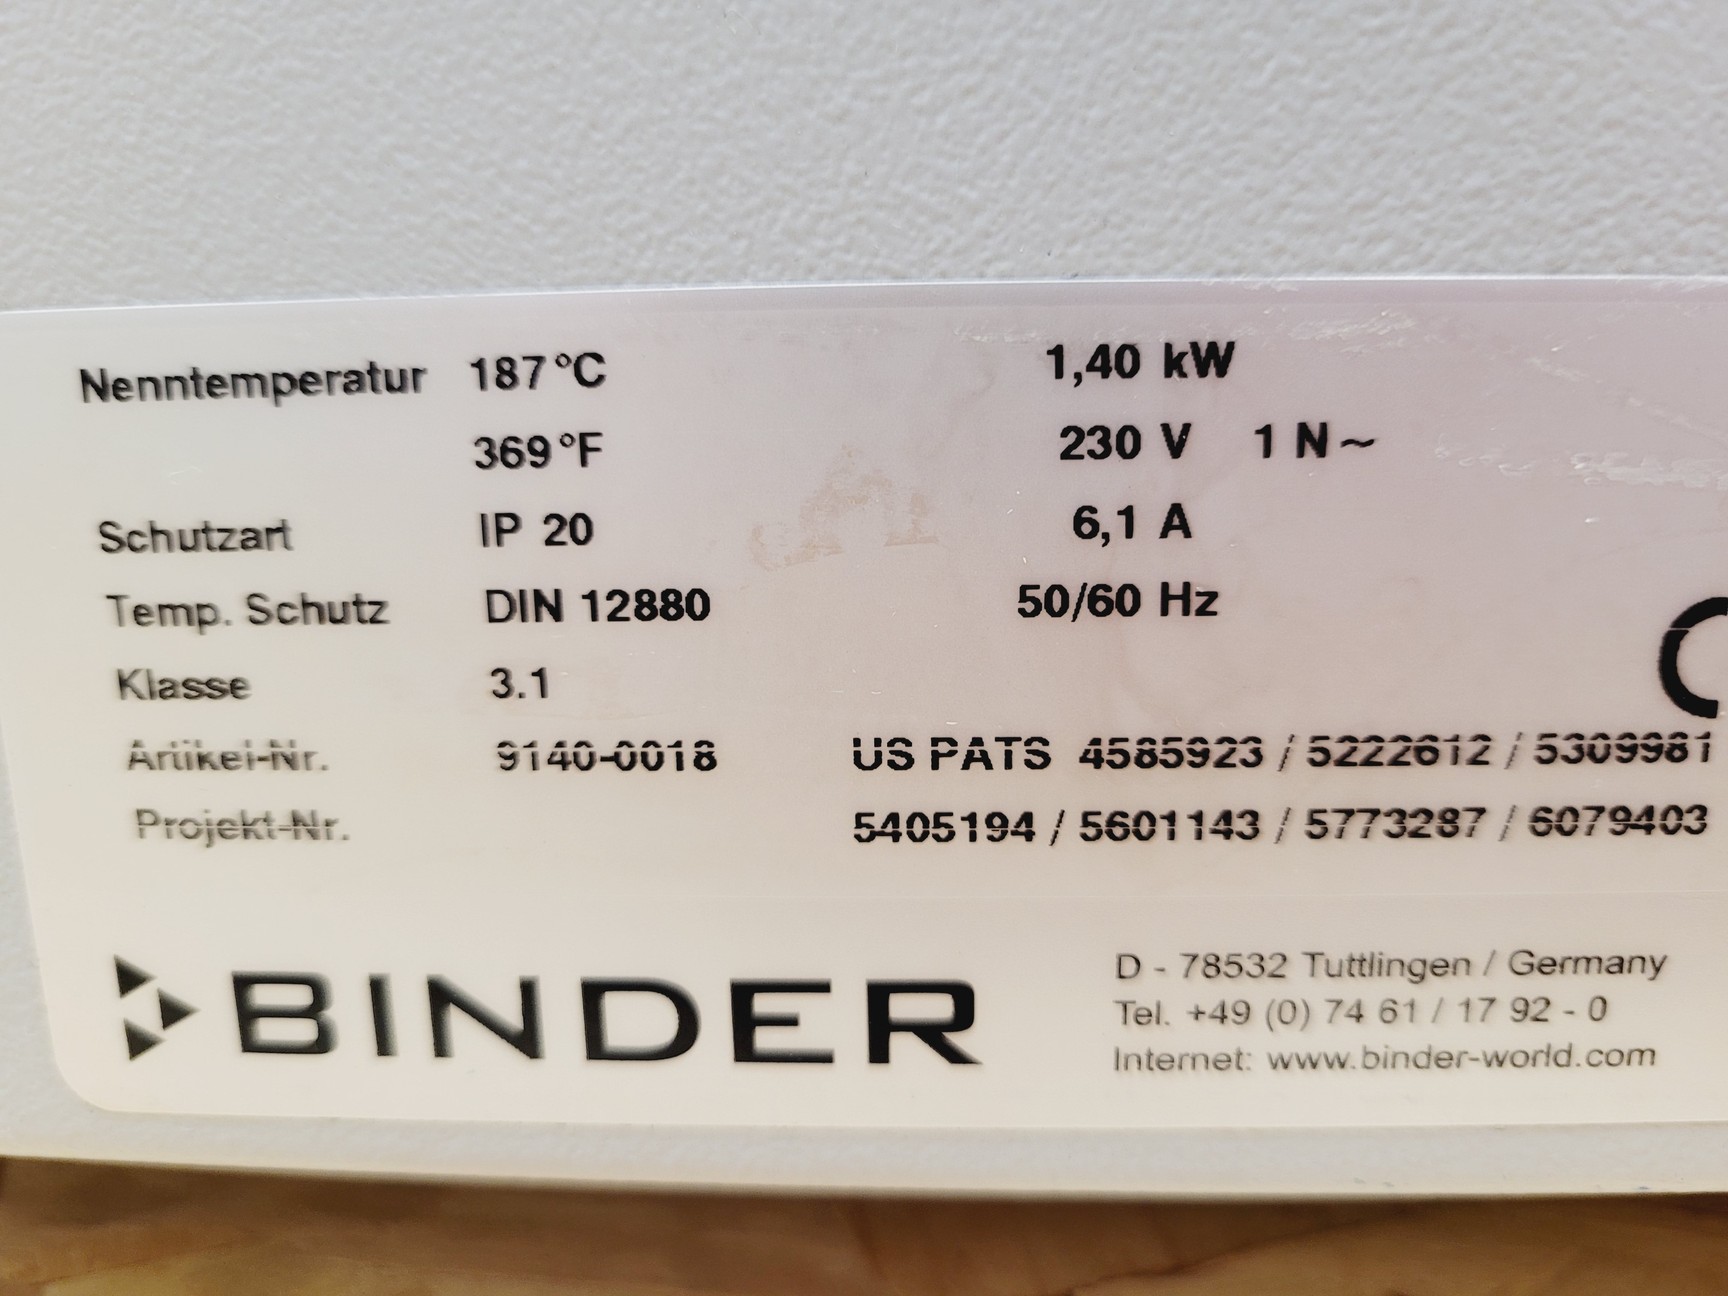 Nenntemperatur 187 °C 1,40 kW
369 °F 230 V 1 N ~
Schutzart IP 20 6,1 A
Temp. Schutz DIN 12880 50/60 Hz
Klasse 3.1
Artikel-Nr. 9140-0018 US PATS 4585923 / 5222612 / 5309981
Projekt-Nr. 5405194 / 5601143 / 5773287 / 6079403
BINDER
D - 78532 Tuttlingen / Germany
Tel. +49 (0) 74 61 / 17 92 - 0
Internet: www.binder-world.com